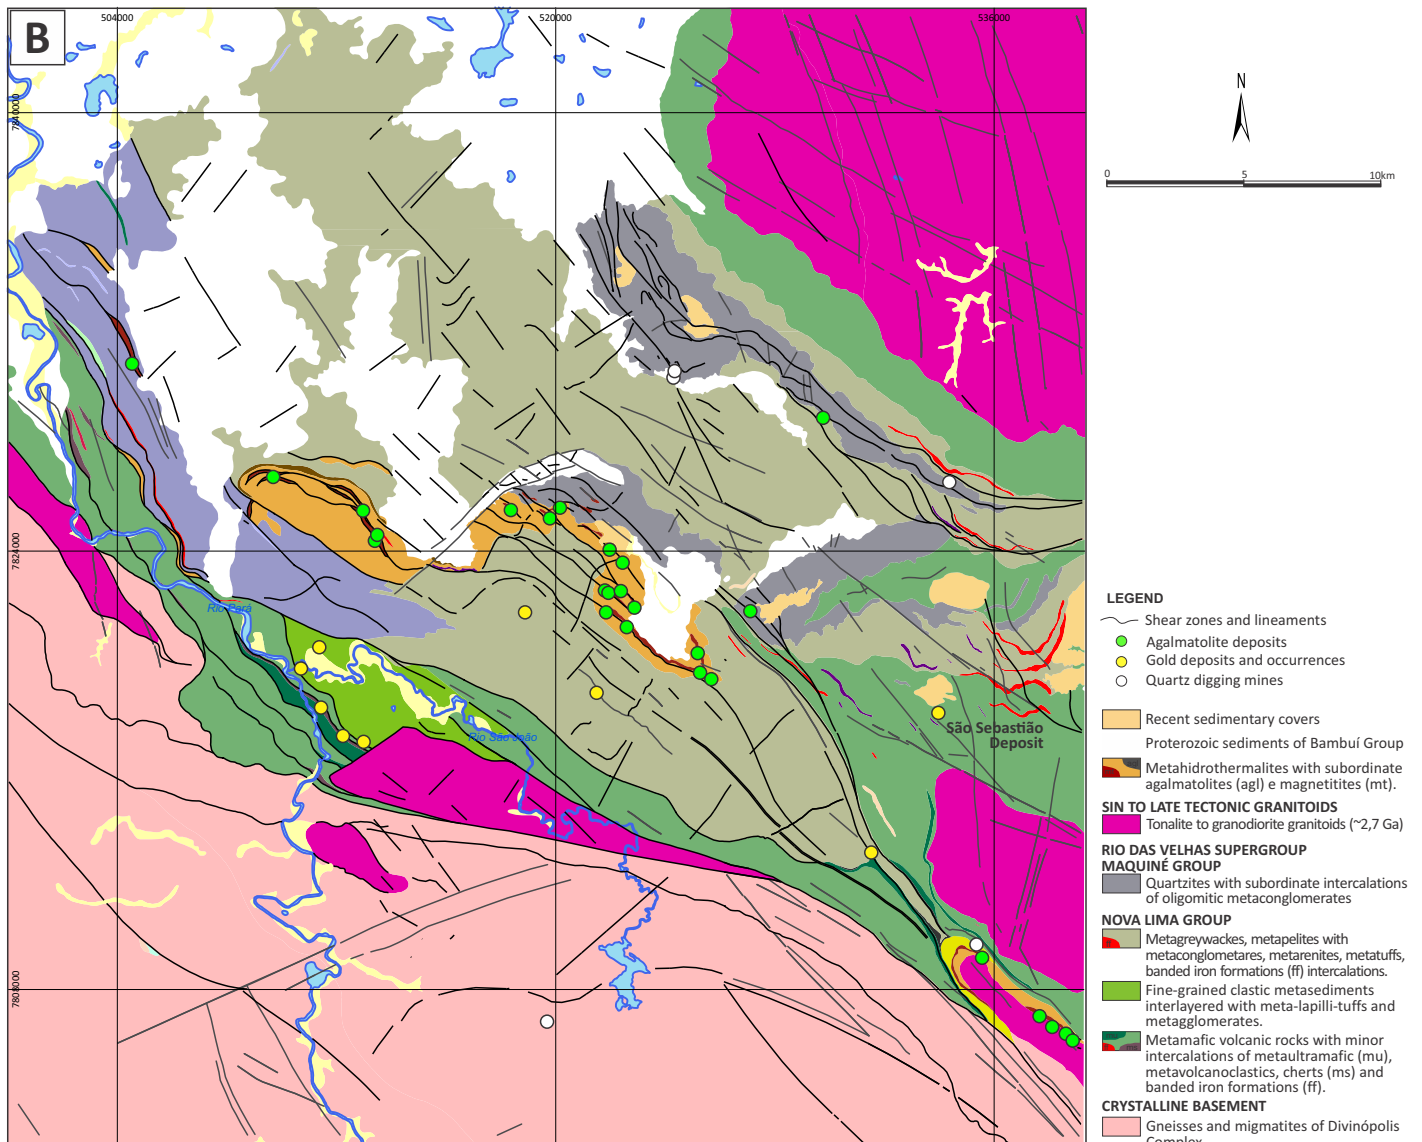 B
504000
520000
536000
7840000
7824000
7808000
Rio Pará
Rio São João
São Sebastião
Deposit
N
0
5
10km
LEGEND
Shear zones and lineaments
Agalmatolite deposits
Gold deposits and occurrences
Quartz digging mines
Recent sedimentary covers
Proterozoic sediments of Bambuí Group
Metahidrothermalites with subordinate
agalmatolites (agl) e magnetitites (mt).
SIN TO LATE TECTONIC GRANITOIDS
Tonalite to granodiorite granitoids (~2,7 Ga)
RIO DAS VELHAS SUPERGROUP
MAQUINÉ GROUP
Quartzites with subordinate intercalations
of oligomitic metaconglomerates
NOVA LIMA GROUP
Metagreywackes, metapelites with
metaconglometares, metarenites, metatuffs,
banded iron formations (ff) intercalations.
Fine-grained clastic metasediments
interlayered with meta-lapilli-tuffs and
metagglomerates.
Metamafic volcanic rocks with minor
intercalations of metaultramafic (mu),
metavolcanoclastics, cherts (ms) and
banded iron formations (ff).
CRYSTALLINE BASEMENT
Gneisses and migmatites of Divinópolis
Complex